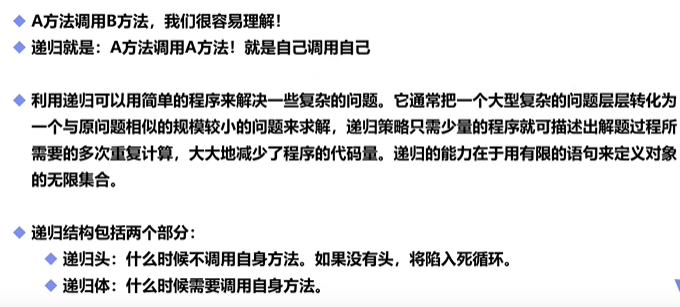 A方法调用B方法，我们很容易理解！
递归就是：A方法调用A方法！就是自己调用自己
利用递归可以用简单的程序来解决一些复杂的问题。它通常把一个大型复杂的问题层层转化为
一个与原问题相似的规模较小的问题来求解，递归策略只需少量的程序就可描述出解题过程所
需要的多次重复计算，大大地减少了程序的代码量。递归的能力在于用有限的语句来定义对象
的无限集合。
递归结构包括两个部分：
递归头：什么时候不调用自身方法。如果没有头，将陷入死循环。
递归体：什么时候需要调用自身方法。